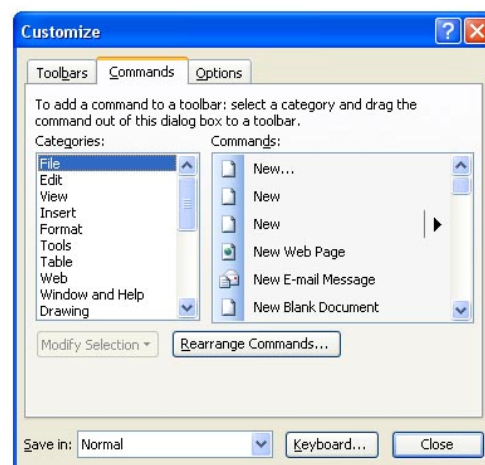 Customize
Toolbars Commands Options
To add a command to a toolbar: select a category and drag the
command out of this dialog box to a toolbar.
Categories:
File
Edit
View
Insert
Format
Tools
Table
Web
Window and Help
Drawing
Commands:
New...
New
New
New Web Page
New E-mail Message
New Blank Document
Modify Selection
Rearrange Commands...
Save in: Normal
Keyboard...
Close